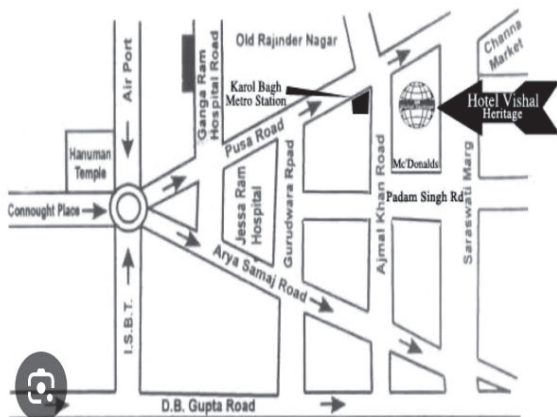 Air Port
Ganga Ram
Hospital Road
Old Rajinder Nagar
Channa
Market
Karol Bagh
Metro Station
Hotel Vishal
Heritage
Pusa Road
Mc'Donalds
Hanuman
Temple
Connought Place
Jessa Ram
Hospital
Gurudwara Rpad
Ajmal Khan Road
Padam Singh Rd
Saraswati Marg
Arya Samaj Road
I.S.B.T.
D.B. Gupta Road